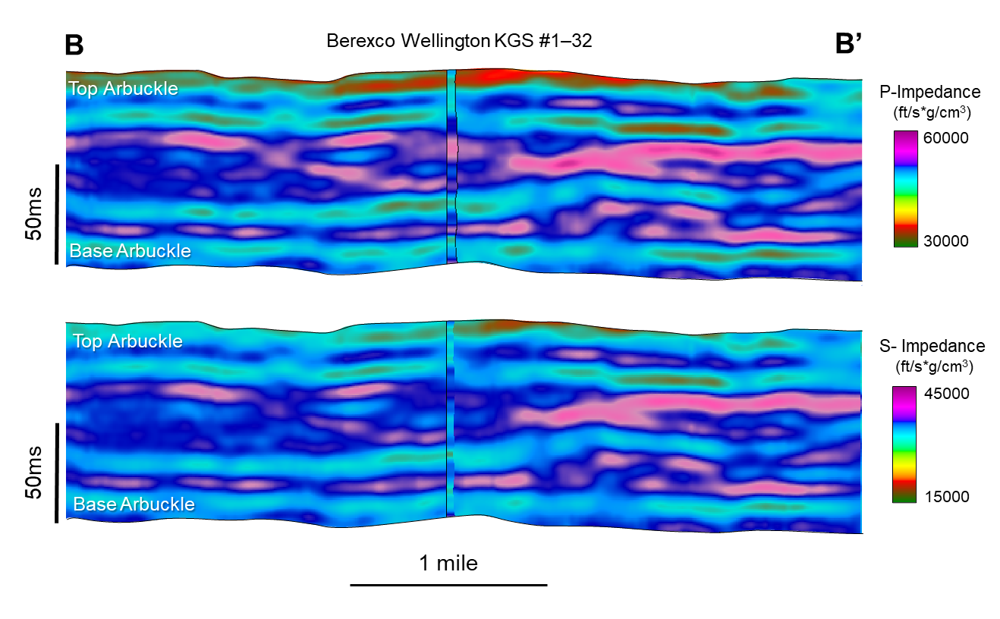 B
Berexco Wellington KGS #1–32
B’
Top Arbuckle
P-Impedance
(ft/s*g/cm³)
60000
50ms
30000
Base Arbuckle
Top Arbuckle
S- Impedance
(ft/s*g/cm³)
45000
50ms
15000
Base Arbuckle
1 mile